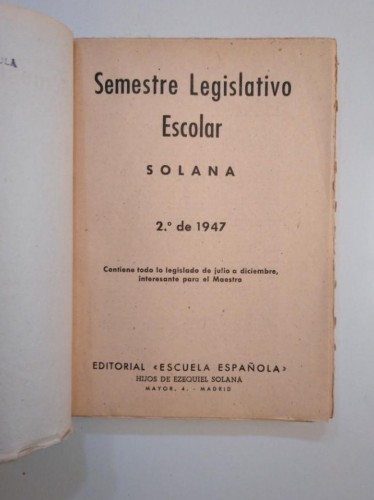 Semestre Legislativo
Escolar
SOLANA
2.º de 1947
Contiene todo lo legislado de julio a diciembre,
interesante para el Maestro
EDITORIAL «ESCUELA ESPAÑOLA»
HIJOS DE EZEQUIEL SOLANA
MAYOR, 4. - MADRID